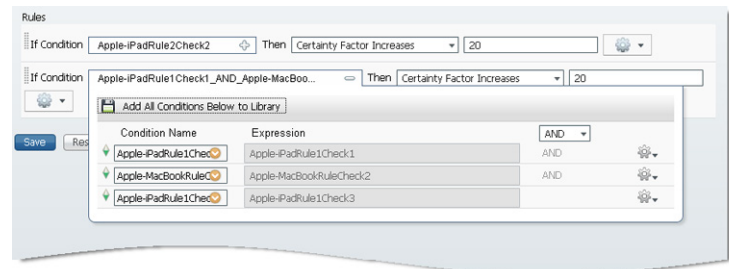 Rules
If Condition Apple-iPadRule2Check2 Then Certainty Factor Increases 20
If Condition Apple-iPadRule1Check1_AND_Apple-MacBoo... Then Certainty Factor Increases 20
Add All Conditions Below to Library
Save Res
Condition Name Expression AND
Apple-iPadRule1Chec Apple-iPadRule1Check1 AND
Apple-MacBookRuleC Apple-MacBookRuleCheck2 AND
Apple-iPadRule1Chec Apple-iPadRule1Check3